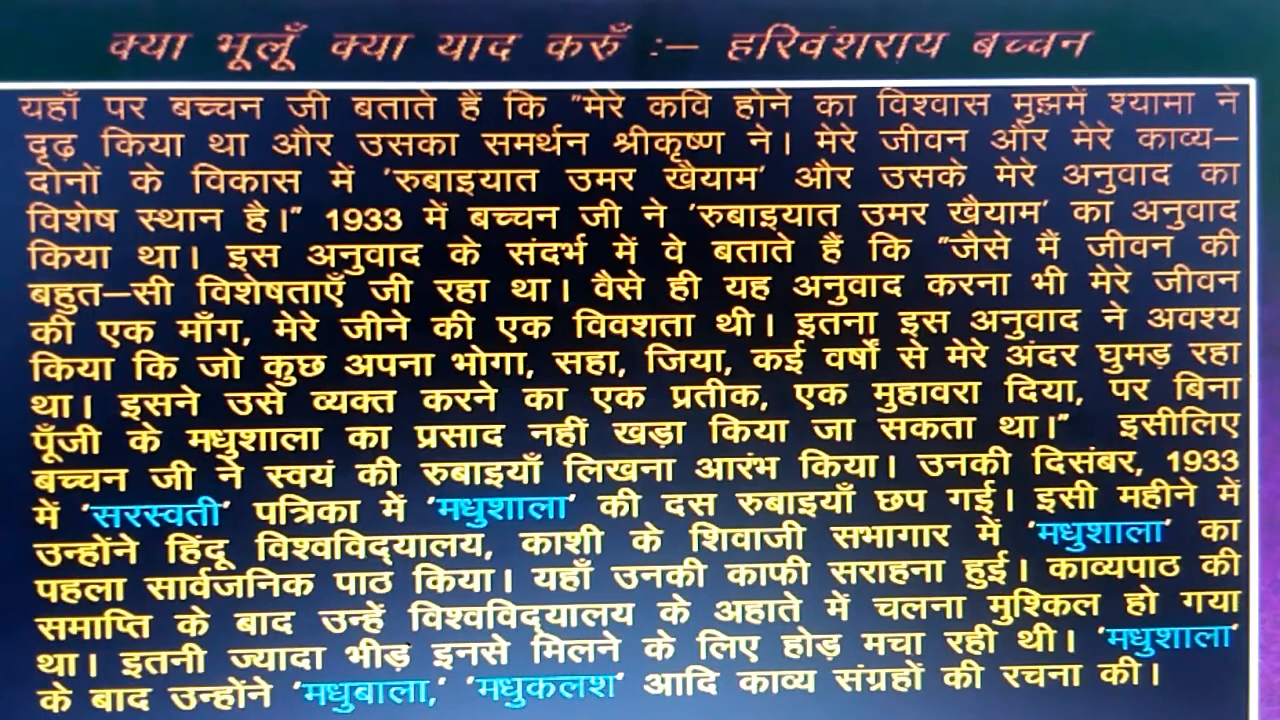 क्या भूलूँ क्या याद करुँ :– हरिवंशराय बच्चन
यहाँ पर बच्चन जी बताते हैं कि "मेरे कवि होने का विश्वास मुझमें श्यामा ने
दृढ़ किया था और उसका समर्थन श्रीकृष्ण ने। मेरे जीवन और मेरे काव्य–
दोनों के विकास में 'रुबाइयात उमर खैयाम' और उसके मेरे अनुवाद का
विशेष स्थान है।" 1933 में बच्चन जी ने 'रुबाइयात उमर खैयाम' का अनुवाद
किया था। इस अनुवाद के संदर्भ में वे बताते हैं कि "जैसे मैं जीवन की
बहुत–सी विशेषताएँ जी रहा था। वैसे ही यह अनुवाद करना भी मेरे जीवन
की एक माँग, मेरे जीने की एक विवशता थी। इतना इस अनुवाद ने अवश्य
किया कि जो कुछ अपना भोगा, सहा, जिया, कई वर्षों से मेरे अंदर घुमड़ रहा
था। इसने उसे व्यक्त करने का एक प्रतीक, एक मुहावरा दिया, पर बिना
पूँजी के मधुशाला का प्रसाद नहीं खड़ा किया जा सकता था।" इसीलिए
बच्चन जी ने स्वयं की रुबाइयाँ लिखना आरंभ किया। उनकी दिसंबर, 1933
में 'सरस्वती' पत्रिका में 'मधुशाला' की दस रुबाइयाँ छप गई। इसी महीने में
उन्होंने हिंदू विश्वविद्यालय, काशी के शिवाजी सभागार में 'मधुशाला' का
पहला सार्वजनिक पाठ किया। यहाँ उनकी काफी सराहना हुई। काव्यपाठ की
समाप्ति के बाद उन्हें विश्वविद्यालय के अहाते में चलना मुश्किल हो गया
था। इतनी ज्यादा भीड़ इनसे मिलने के लिए होड़ मचा रही थी। 'मधुशाला'
के बाद उन्होंने 'मधुबाला,' 'मधुकलश' आदि काव्य संग्रहों की रचना की।